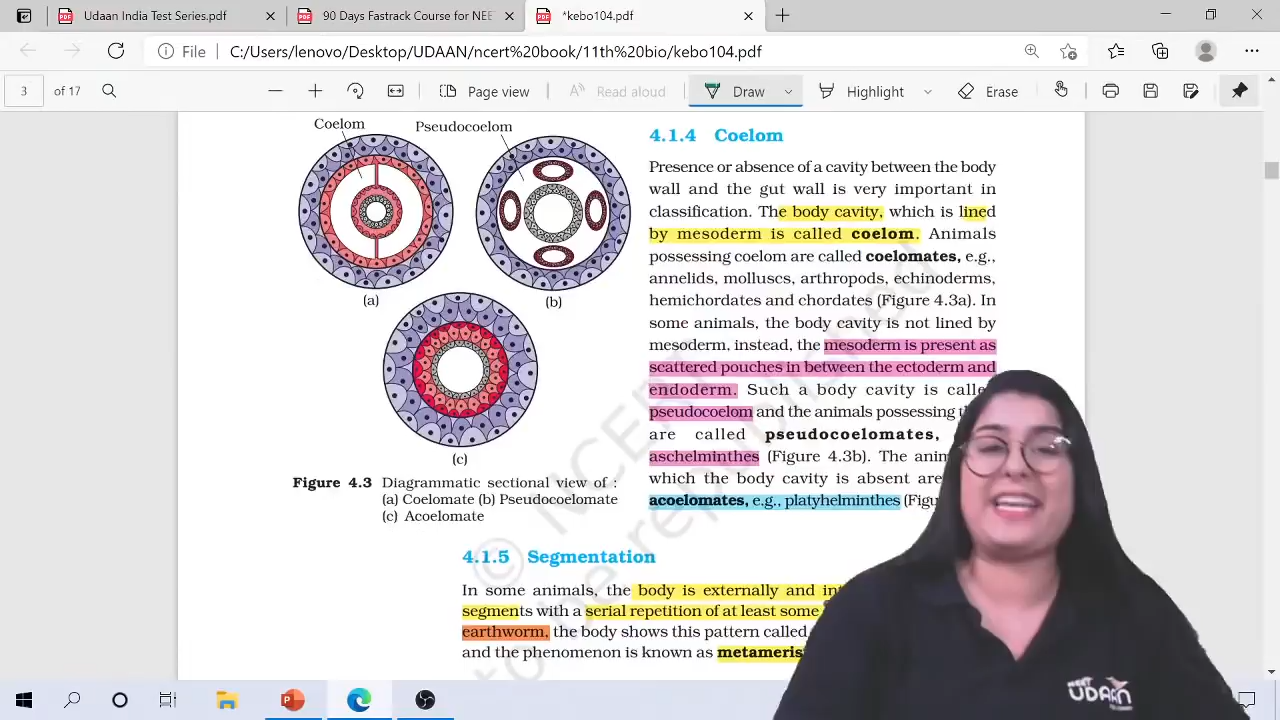 Udaan India Test Series.pdf
90 Days Fastrack Course for NEE
*kebo104.pdf
File
C:/Users/lenovo/Desktop/UDAAN/ncert%20book/11th%20bio/kebo104.pdf
3 of 17
Page view
Read aloud
Draw
Highlight
Erase
Coelom
Pseudocoelom
(a)
(b)
(c)
Figure 4.3 Diagrammatic sectional view of :
(a) Coelomate (b) Pseudocoelomate
(c) Acoelomate
4.1.4 Coelom
Presence or absence of a cavity between the body
wall and the gut wall is very important in
classification. The body cavity, which is lined
by mesoderm is called coelom. Animals
possessing coelom are called coelomates, e.g.,
annelids, molluscs, arthropods, echinoderms,
hemichordates and chordates (Figure 4.3a). In
some animals, the body cavity is not lined by
mesoderm, instead, the mesoderm is present as
scattered pouches in between the ectoderm and
endoderm. Such a body cavity is called
pseudocoelom and the animals possessing
are called pseudocoelomates,
aschelminthes (Figure 4.3b). The
which the body cavity is absent are
acoelomates, e.g., platyhelminthes
4.1.5 Segmentation
In some animals, the body is externally and
segments with a serial repetition of at least some
earthworm, the body shows this pattern called
and the phenomenon is known as
© NCERT
to be republished
UDAAN